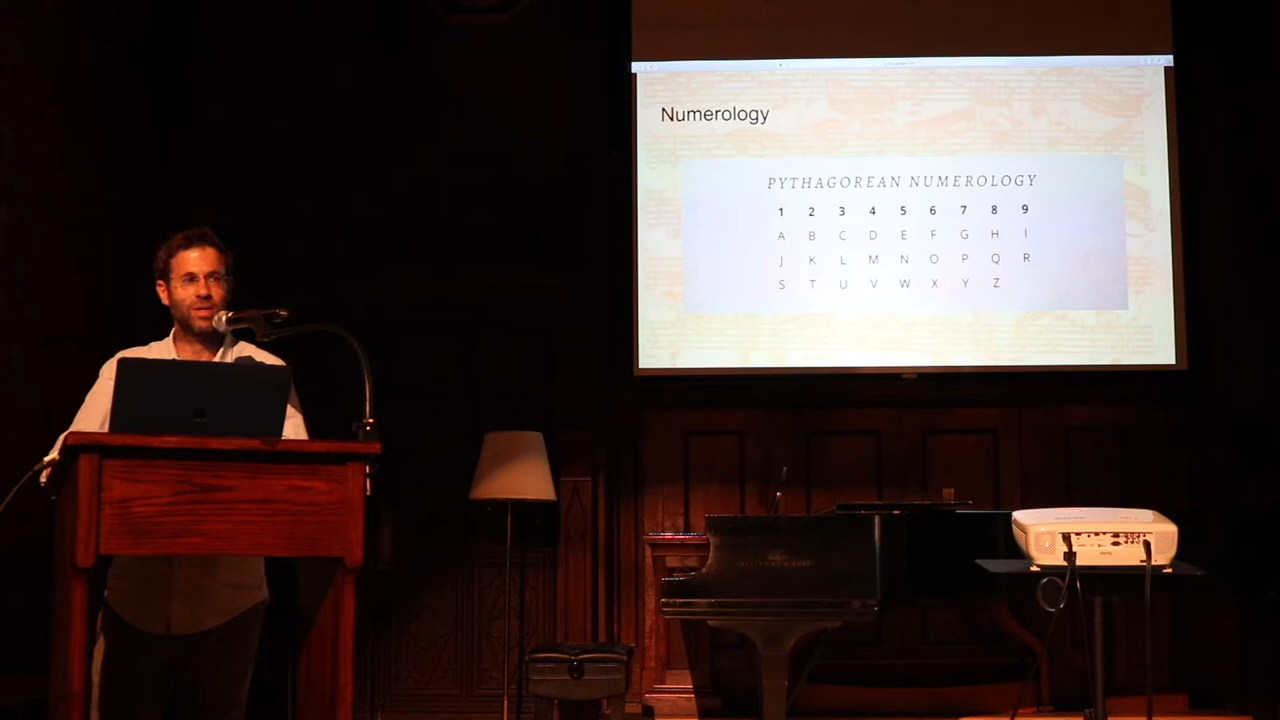 Numerology
PYTHAGOREAN NUMEROLOGY
1 2 3 4 5 6 7 8 9
A B C D E F G H I
J K L M N O P Q R
S T U V W X Y Z